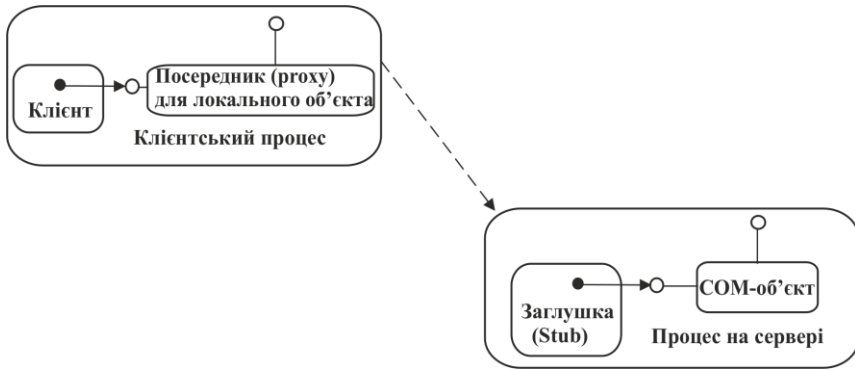 Посередник (proxy)
для локального об’єкта
Клієнт
Клієнтський процес
Заглушка
(Stub)
COM-об’єкт
Процес на сервері